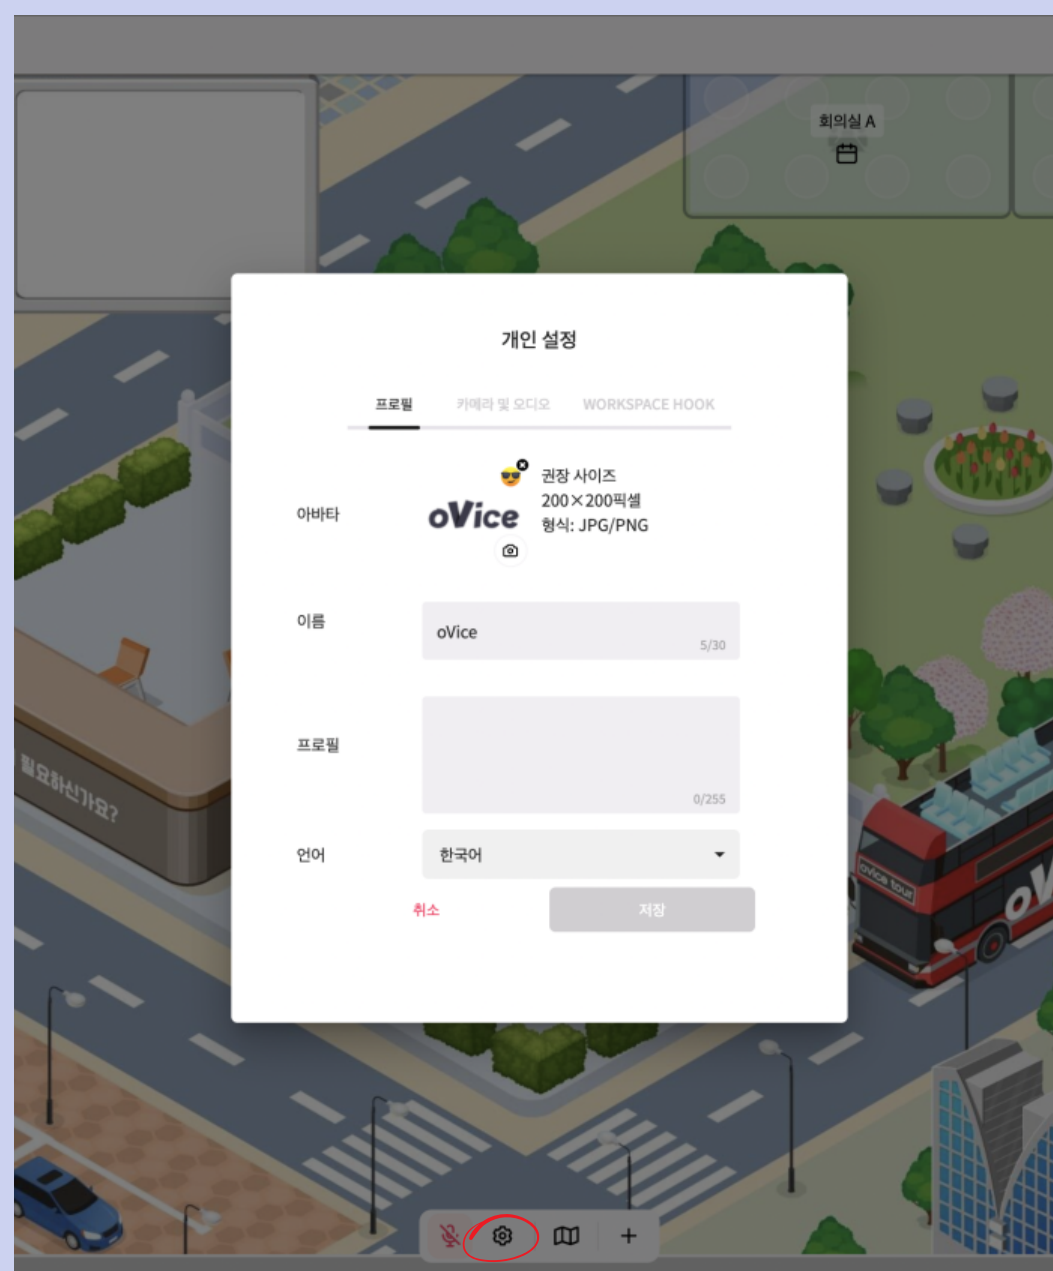 회의실 A
개인 설정
프로필 카메라 및 오디오 WORKSPACE HOOK
아바타
oVice
권장 사이즈
200×200픽셀
형식: JPG/PNG
이름
oVice
5/30
프로필
0/255
언어
한국어
취소
저장
필요하신가요?
ovice tour
oV